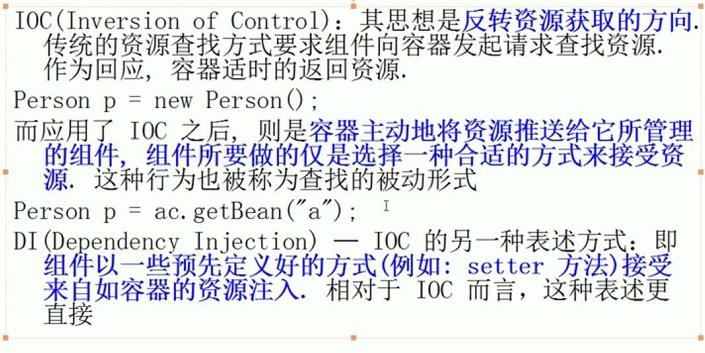 IOC(Inversion of Control): 其思想是反转资源获取的方向.
传统的资源查找方式要求组件向容器发起请求查找资源.
作为回应, 容器适时的返回资源.
Person p = new Person();
而应用了 IOC 之后, 则是容器主动地将资源推送给它所管理
的组件, 组件所要做的仅是选择一种合适的方式来接受资
源. 这种行为也被称为查找的被动形式
Person p = ac.getBean("a");
DI(Dependency Injection) — IOC 的另一种表述方式: 即
组件以一些预先定义好的方式(例如: setter 方法)接受
来自如容器的资源注入. 相对于 IOC 而言, 这种表述更
直接